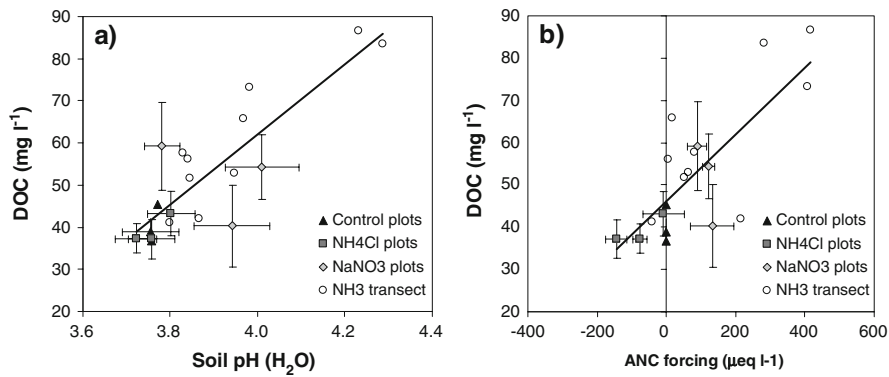 a)
DOC (mg l-1)
90
80
70
60
50
40
30
20
3.6 3.8 4.0 4.2 4.4
Soil pH (H2O)
Control plots
NH4Cl plots
NaNO3 plots
NH3 transect
b)
DOC (mg l-1)
90
80
70
60
50
40
30
20
-400 -200 0 200 400 600
ANC forcing (µeq l-1)
Control plots
NH4Cl plots
NaNO3 plots
NH3 transect